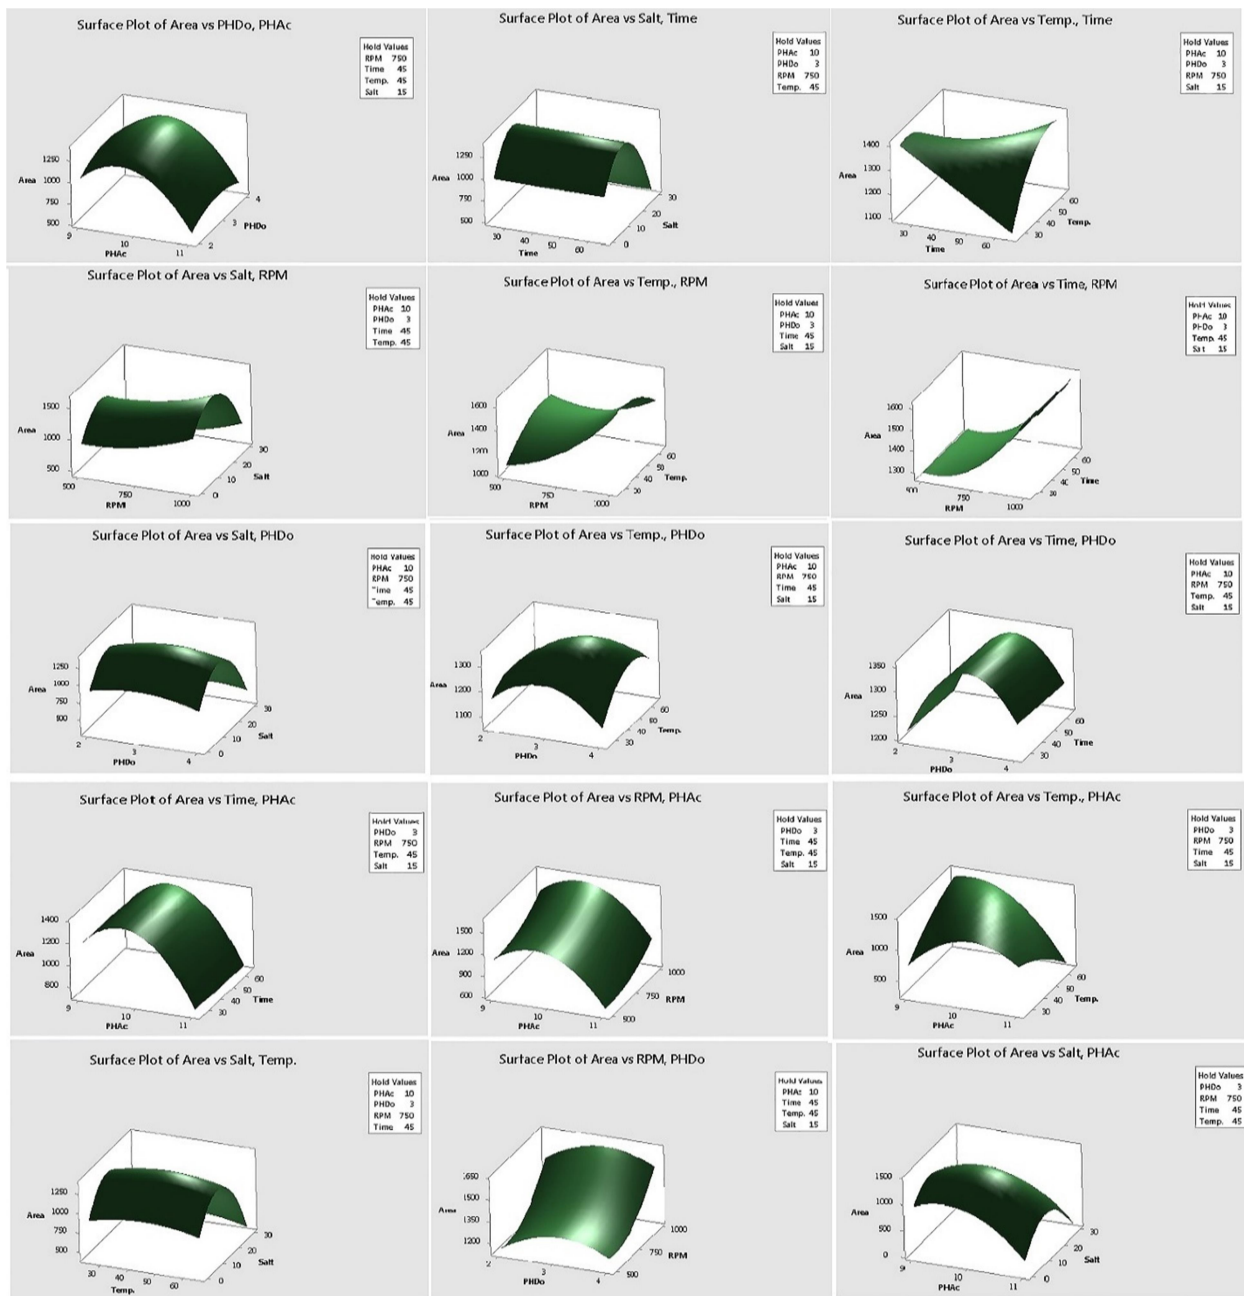 Surface Plot of Area vs PHDo, PHAc
Hold Values
RPM 750
Time 45
Temp. 45
Salt 15
1250
1000
750
500
Area
9
10
11
PHAc
2
3
4
PHDo
Surface Plot of Area vs Salt, Time
Hold Values
PHAc 10
PHDo 3
RPM 750
Temp. 45
1250
1000
750
500
Area
30
40
50
60
Time
0
10
20
30
Salt
Surface Plot of Area vs Temp., Time
Hold Values
PHAc 10
PHDo 3
RPM 750
Salt 15
1400
1300
1200
1100
Area
30
40
50
60
Time
30
40
50
60
Temp.
Surface Plot of Area vs Salt, RPM
Hold Values
PHAc 10
PHDo 3
Time 45
Temp. 45
1500
1000
500
Area
500
750
1000
RPM
0
10
20
30
Salt
Surface Plot of Area vs Temp., RPM
Hold Values
PHAc 10
PHDo 3
Time 45
Salt 15
1600
1400
1200
1000
Area
500
750
1000
RPM
30
40
50
60
Temp.
Surface Plot of Area vs Time, RPM
Hold Values
PHAc 10
PHDo 3
Temp. 45
Salt 15
1600
1500
1400
1300
Area
750
1000
RPM
50
60
Time
Surface Plot of Area vs Salt, PHDo
Hold Values
PHAc 10
RPM 750
Time 45
Temp. 45
1250
1000
750
500
Area
2
3
4
PHDo
0
10
20
30
Salt
Surface Plot of Area vs Temp., PHDo
Hold Values
PHAc 10
RPM 750
Time 45
Salt 15
1300
1200
1100
Area
2
3
4
PHDo
30
40
50
60
Temp.
Surface Plot of Area vs Time, PHDo
Hold Values
PHAc 10
RPM 750
Temp. 45
Salt 15
1350
1300
1250
1200
Area
2
3
4
PHDo
30
40
50
60
Time
Surface Plot of Area vs Time, PHAc
Hold Values
PHDo 3
RPM 750
Temp. 45
Salt 15
1400
1200
1000
800
Area
9
10
11
PHAc
30
40
50
60
Time
Surface Plot of Area vs RPM, PHAc
Hold Values
PHDo 3
Time 45
Temp. 45
Salt 15
1500
1200
900
600
Area
9
10
11
PHAc
500
750
1000
RPM
Surface Plot of Area vs Temp., PHAc
Hold Values
PHDo 3
RPM 750
Time 45
Salt 15
1500
1000
500
Area
9
10
11
PHAc
30
40
50
60
Temp.
Surface Plot of Area vs Salt, Temp.
Hold Values
PHAc 10
PHDo 3
RPM 750
Time 45
1250
1000
750
500
Area
30
40
50
60
Temp.
0
10
20
30
Salt
Surface Plot of Area vs RPM, PHDo
Hold Values
PHAc 10
Time 45
Temp. 45
Salt 15
1650
1500
1350
1200
Area
2
3
4
PHDo
500
750
1000
RPM
Surface Plot of Area vs Salt, PHAc
Hold Values
PHDo 3
RPM 750
Time 45
Temp. 45
1500
1000
500
0
Area
9
10
11
PHAc
0
10
20
30
Salt